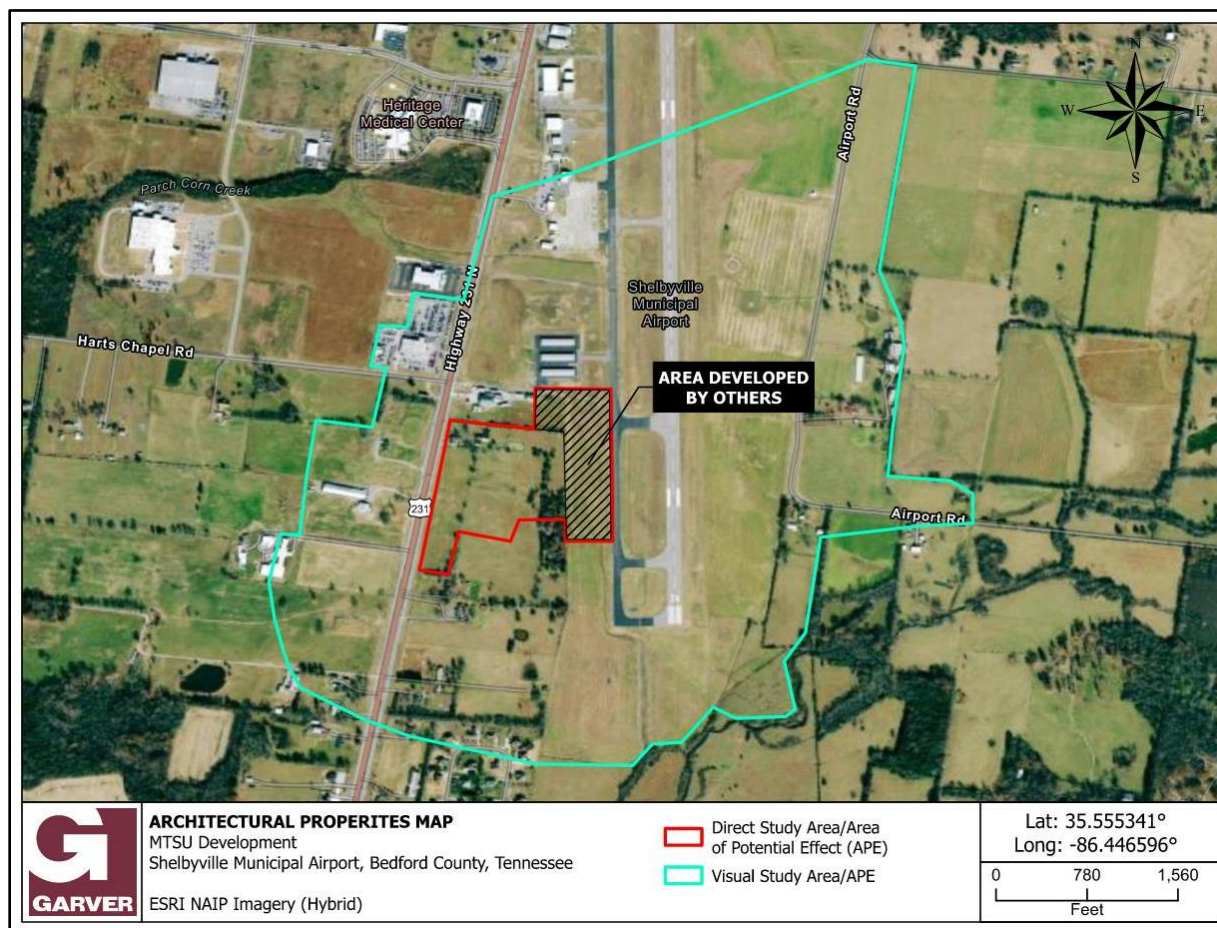 N
W
E
S
Heritage
Medical Center
Airport Rd
Parch Corn Creek
Highway 231 N
Shelbyville
Municipal
Airport
Harts Chapel Rd
AREA DEVELOPED
BY OTHERS
231
Airport Rd
G
GARVER
ARCHITECTURAL PROPERITES MAP
MTSU Development
Shelbyville Municipal Airport, Bedford County, Tennessee
ESRI NAIP Imagery (Hybrid)
Direct Study Area/Area
of Potential Effect (APE)
Visual Study Area/APE
Lat: 35.555341°
Long: -86.446596°
0 780 1,560
Feet